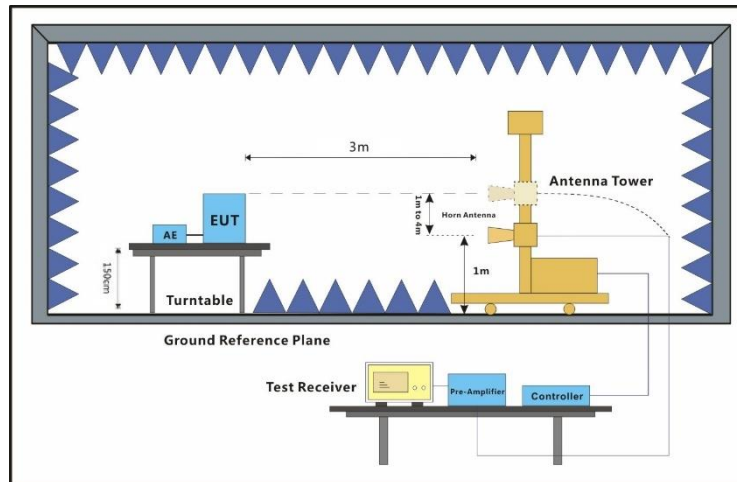 3m
Antenna Tower
1m to 4m
Horn Antenna
EUT
AE
150cm
1m
Turntable
Ground Reference Plane
Test Receiver
Pre-Amplifier
Controller